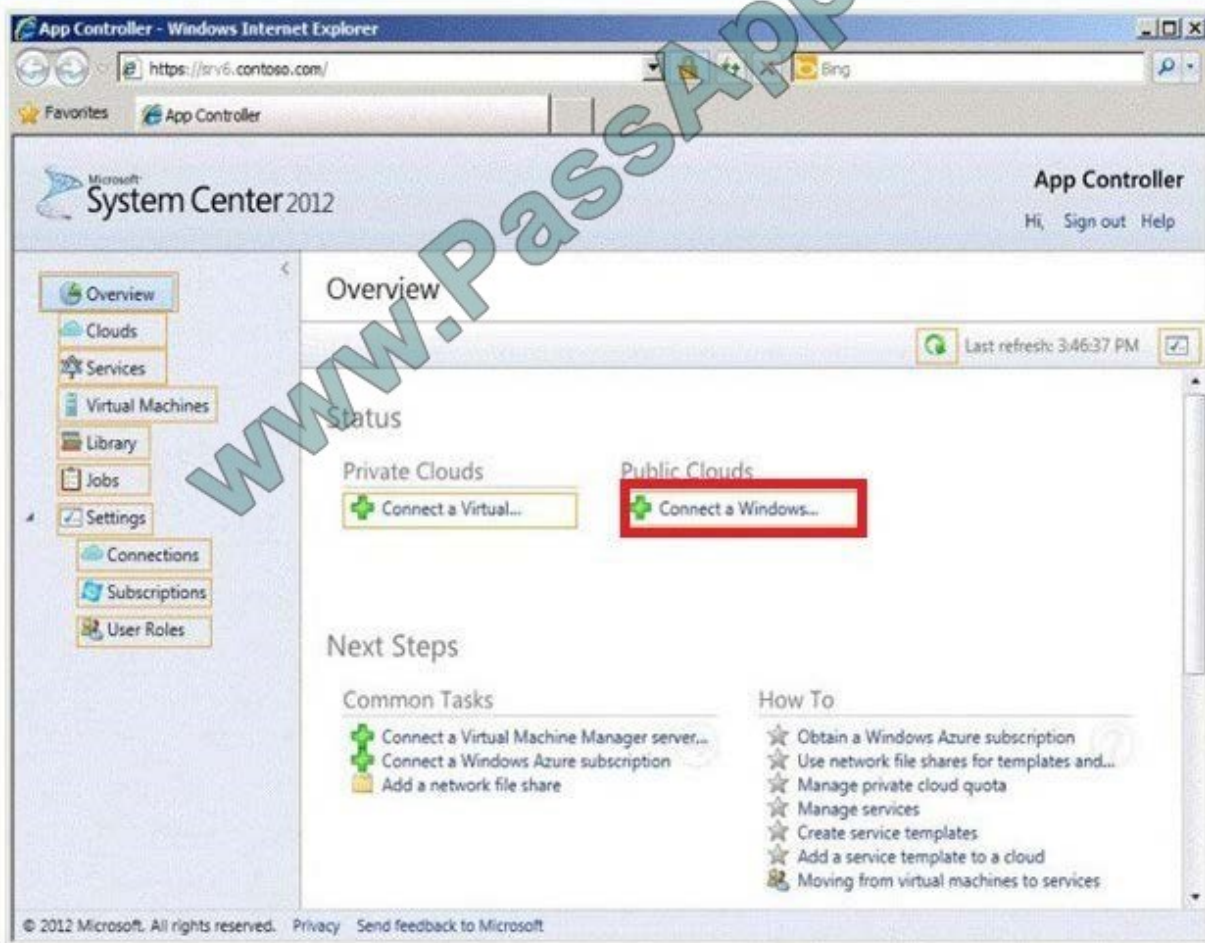 App Controller - Windows Internet Explorer
https://srv6.contoso.com/
Bing
Favorites
App Controller
www.PassApp
Microsoft
System Center 2012
App Controller
Hi, Sign out Help
Overview
Clouds
Services
Virtual Machines
Library
Jobs
Settings
Connections
Subscriptions
User Roles
Overview
Last refresh: 3:46:37 PM
Status
Private Clouds
Connect a Virtual...
Public Clouds
Connect a Windows...
Next Steps
Common Tasks
Connect a Virtual Machine Manager server...
Connect a Windows Azure subscription
Add a network file share
How To
Obtain a Windows Azure subscription
Use network file shares for templates and...
Manage private cloud quota
Manage services
Create service templates
Add a service template to a cloud
Moving from virtual machines to services
© 2012 Microsoft. All rights reserved. Privacy Send feedback to Microsoft